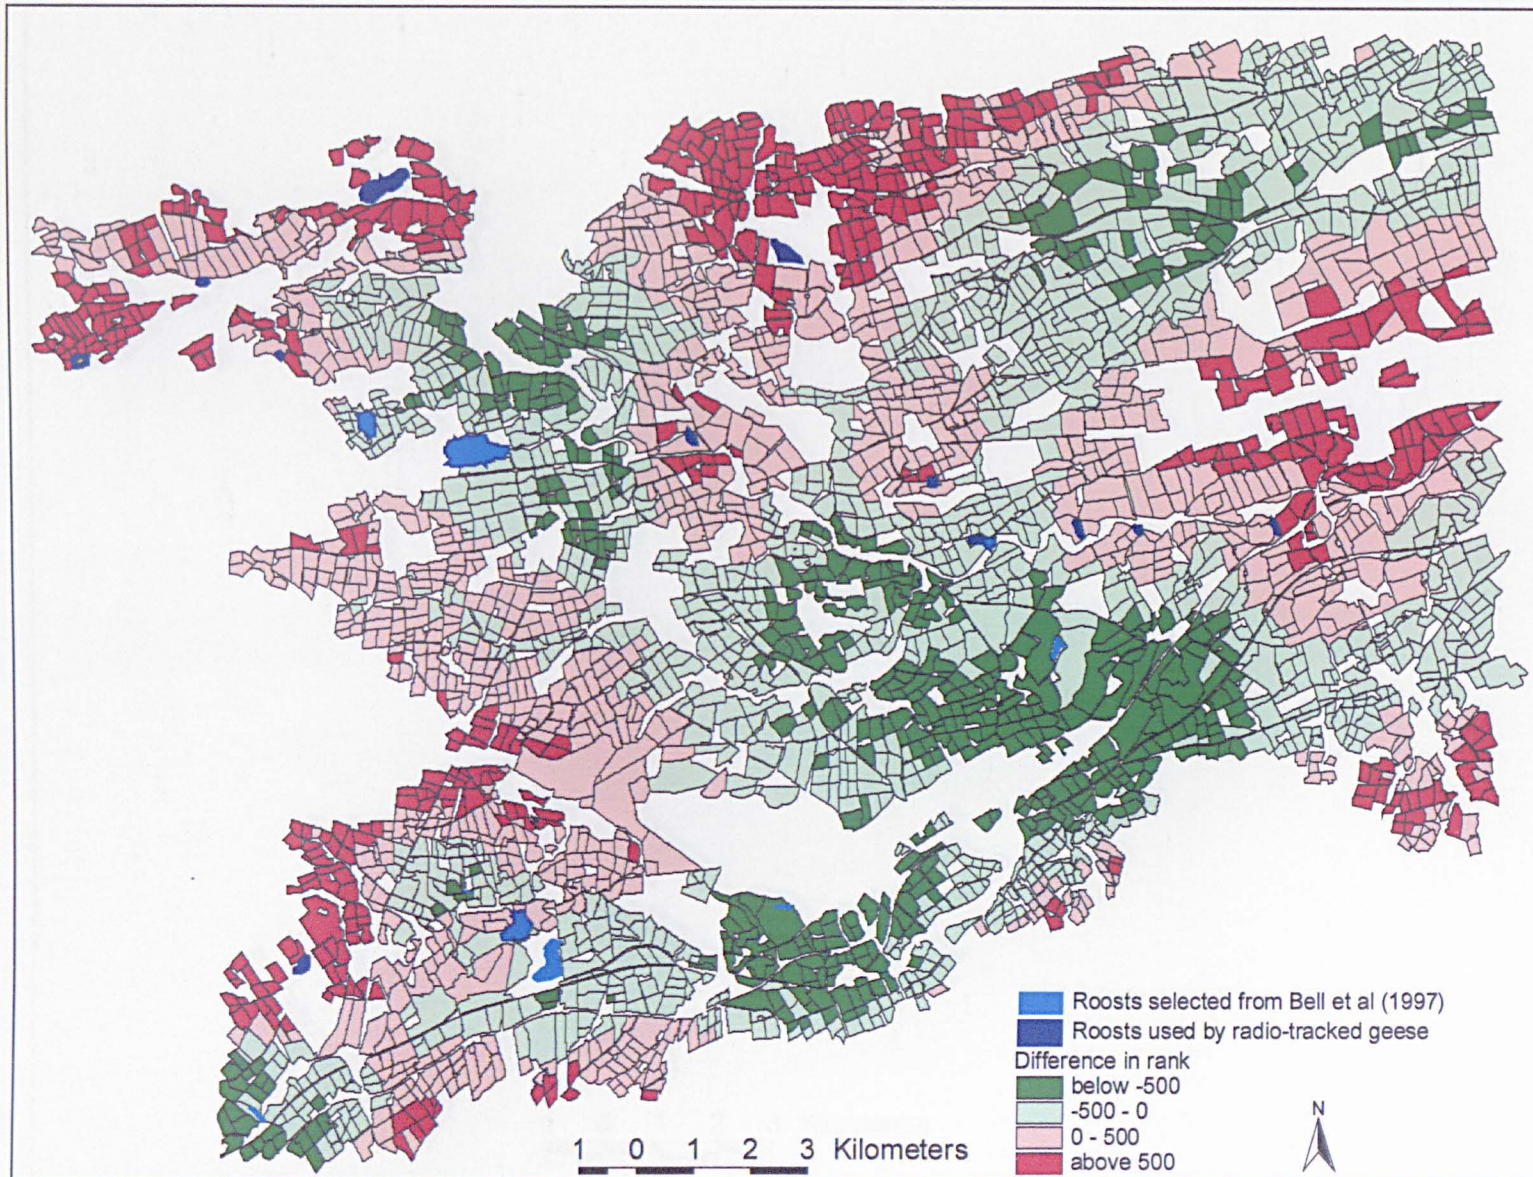 Roosts selected from Bell et al (1997)
Roosts used by radio-tracked geese
Difference in rank
below -500
-500 - 0
0 - 500
above 500
N
1 0 1 2 3 Kilometers